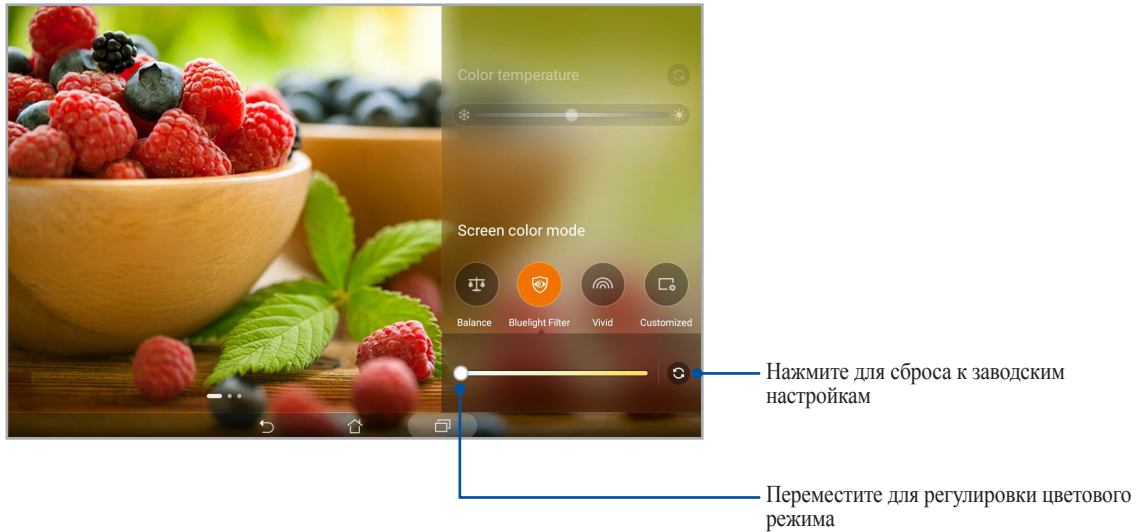 Color temperature
Screen color mode
Balance
Bluelight Filter
Vivid
Customized
Нажмите для сброса к заводским
настройкам
Переместите для регулировки цветового
режима